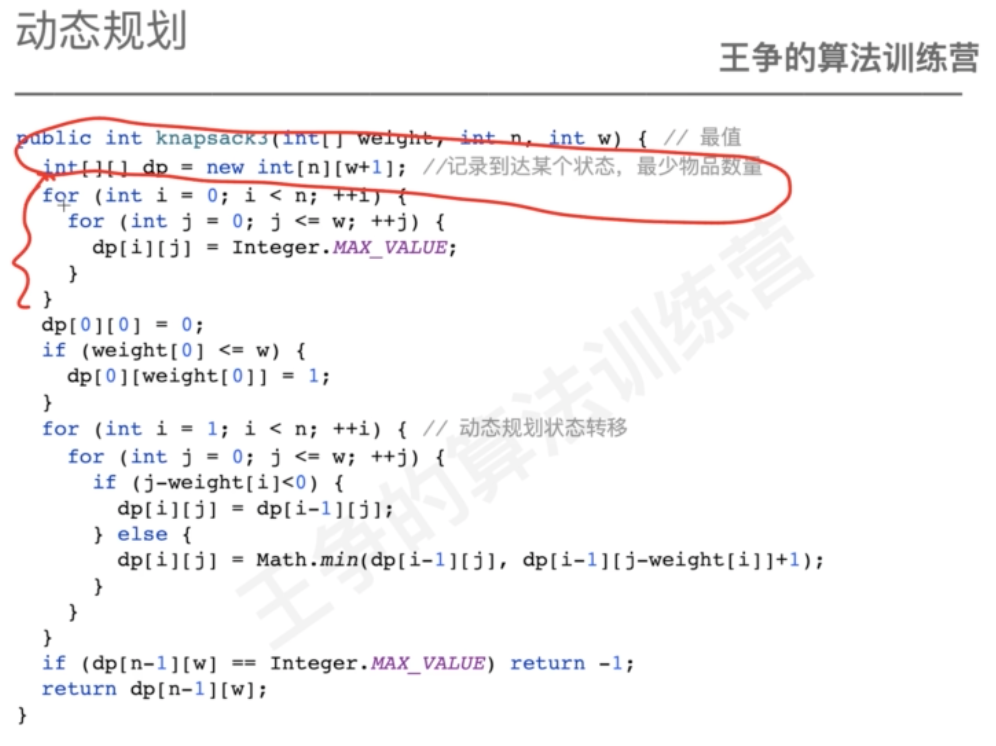 动态规划
王争的算法训练营
public int knapsack3(int[] weight, int n, int w) { // 最值
  int[][] dp = new int[n][w+1]; //记录到达某个状态，最少物品数量
  for (int i = 0; i < n; ++i) {
    for (int j = 0; j <= w; ++j) {
      dp[i][j] = Integer.MAX_VALUE;
    }
  }
  dp[0][0] = 0;
  if (weight[0] <= w) {
    dp[0][weight[0]] = 1;
  }
  for (int i = 1; i < n; ++i) { // 动态规划状态转移
    for (int j = 0; j <= w; ++j) {
      if (j-weight[i]<0) {
        dp[i][j] = dp[i-1][j];
      } else {
        dp[i][j] = Math.min(dp[i-1][j], dp[i-1][j-weight[i]]+1);
      }
    }
  }
  if (dp[n-1][w] == Integer.MAX_VALUE) return -1;
  return dp[n-1][w];
}
王争的算法训练营